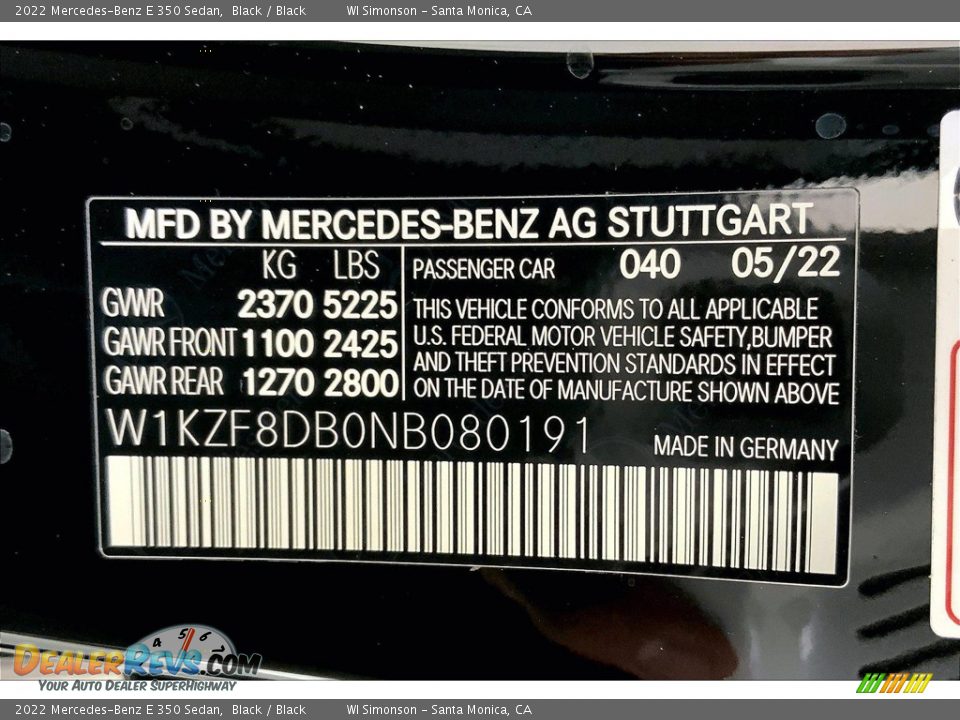 2022 Mercedes-Benz E 350 Sedan, Black / Black WI Simonson - Santa Monica, CA
MFD BY MERCEDES-BENZ AG STUTTGART
KG LBS
GVWR 2370 5225
GAWR FRONT 1100 2425
GAWR REAR 1270 2800
PASSENGER CAR 040 05/22
THIS VEHICLE CONFORMS TO ALL APPLICABLE
U.S. FEDERAL MOTOR VEHICLE SAFETY, BUMPER
AND THEFT PREVENTION STANDARDS IN EFFECT
ON THE DATE OF MANUFACTURE SHOWN ABOVE
W1KZF8DB0NB080191
MADE IN GERMANY
4 5 6
DEALERREVS.COM
YOUR AUTO DEALER SUPERHIGHWAY
2022 Mercedes-Benz E 350 Sedan, Black / Black WI Simonson - Santa Monica, CA